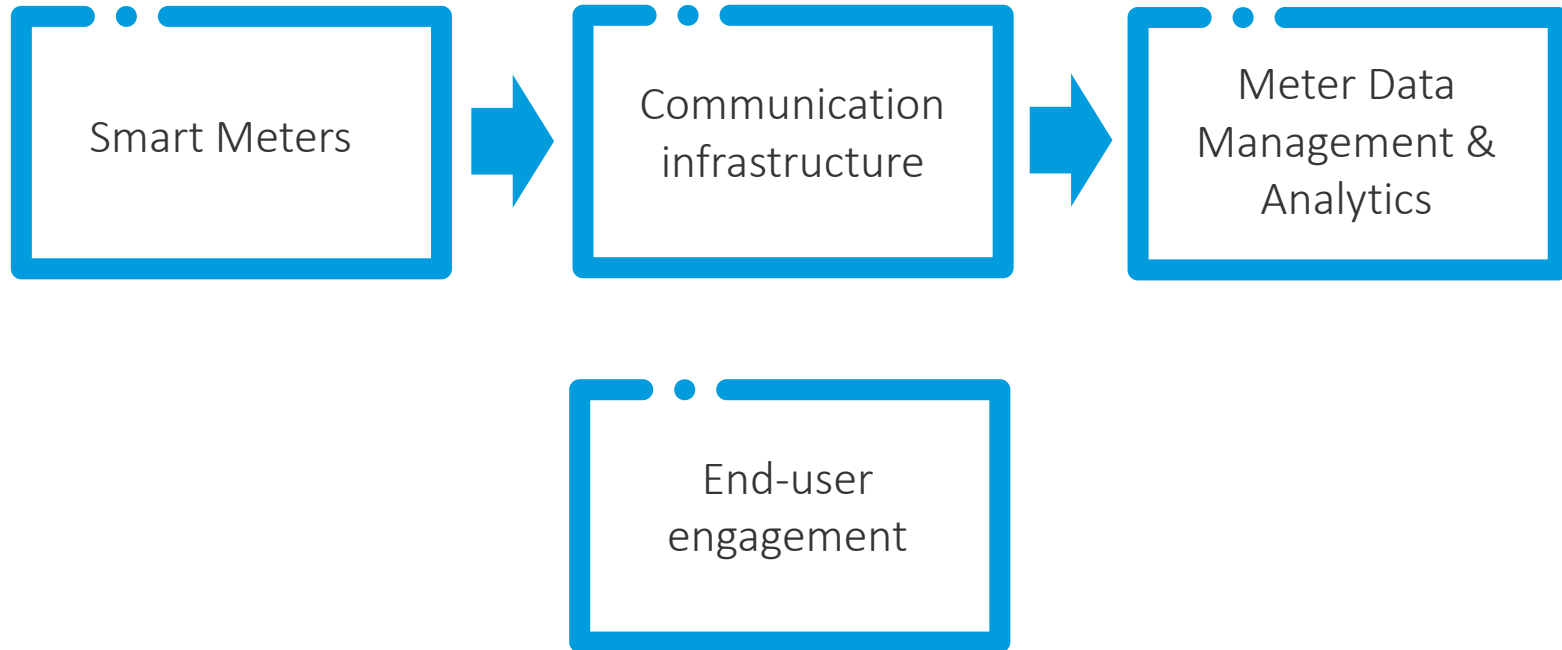 Smart Meters
Communication
infrastructure
Meter Data
Management &
Analytics
End-user
engagement